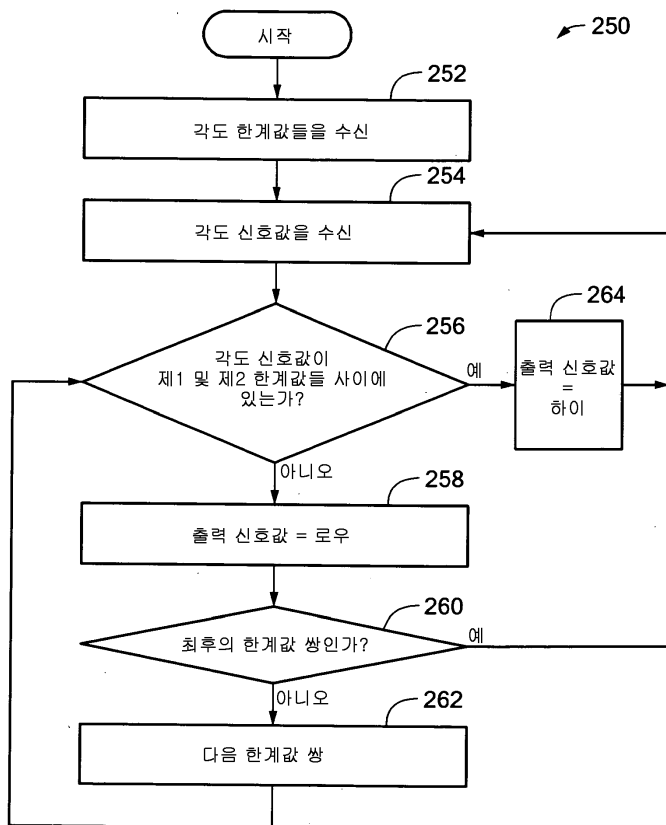 시작
250
252
각도 한계값들을 수신
254
각도 신호값을 수신
256
각도 신호값이
제1 및 제2 한계값들 사이에
있는가?
예
264
출력 신호값
=
하이
아니오
258
출력 신호값 = 로우
260
최후의 한계값 쌍인가?
예
아니오
262
다음 한계값 쌍